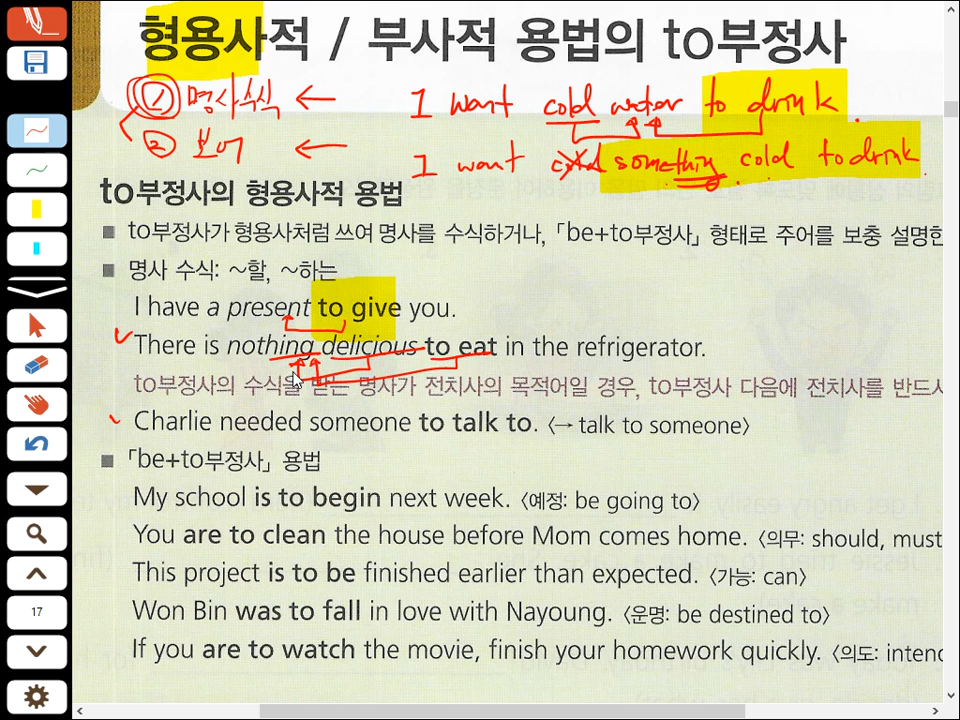 형용사적 / 부사적 용법의 to부정사
① 명사수식 ← I want cold water to drink.
② 보어 ← I want cold something cold to drink.
to부정사의 형용사적 용법
■ to부정사가 형용사처럼 쓰여 명사를 수식하거나, 「be+to부정사」 형태로 주어를 보충 설명한
■ 명사 수식: ~할, ~하는
I have a present to give you.
There is nothing delicious to eat in the refrigerator.
to부정사의 수식을 받는 명사가 전치사의 목적어일 경우, to부정사 다음에 전치사를 반드시
Charlie needed someone to talk to. <→ talk to someone>
■ 「be+to부정사」 용법
My school is to begin next week. <예정: be going to>
You are to clean the house before Mom comes home. <의무: should, must
This project is to be finished earlier than expected. <가능: can>
Won Bin was to fall in love with Nayoung. <운명: be destined to>
If you are to watch the movie, finish your homework quickly. <의도: intend
17